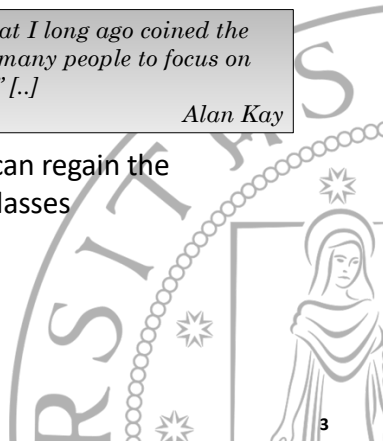 at I long ago coined the
many people to focus on
” [..]
Alan Kay
can regain the
lasses
S
T
I
S
R
3